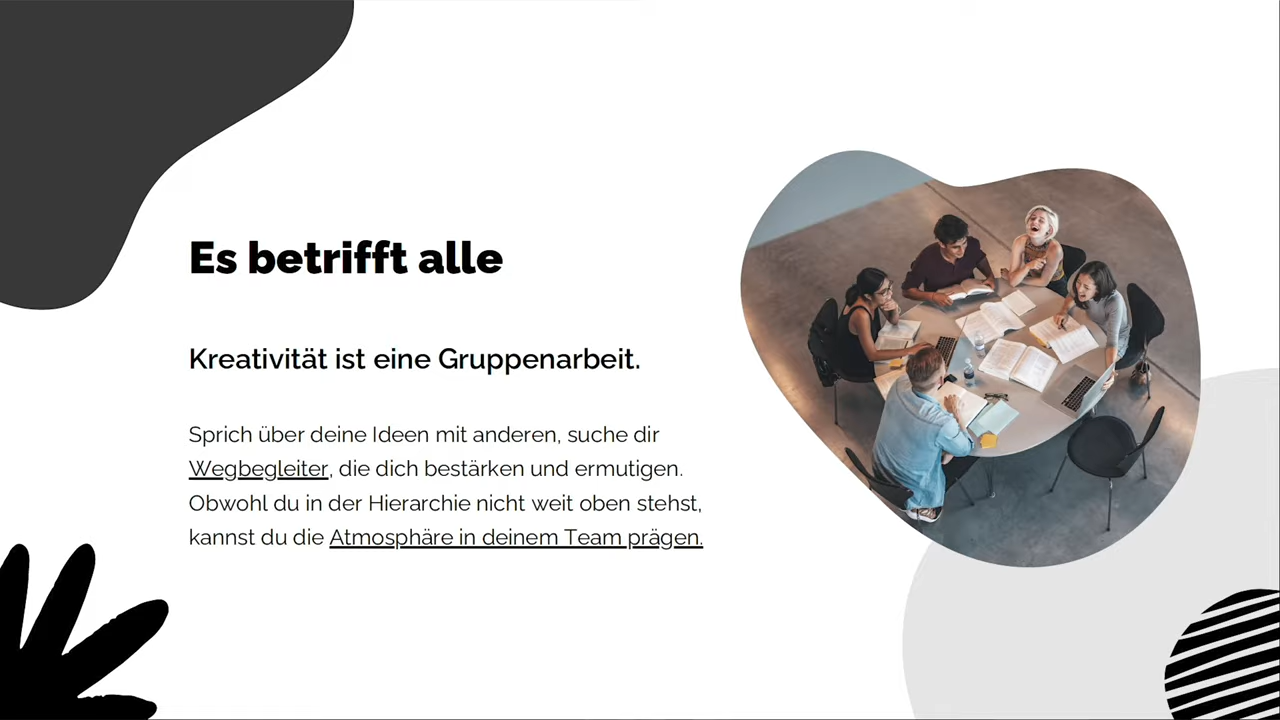 Es betrifft alle
Kreativität ist eine Gruppenarbeit.
Sprich über deine Ideen mit anderen, suche dir
Wegbegleiter, die dich bestärken und ermutigen.
Obwohl du in der Hierarchie nicht weit oben stehst,
kannst du die Atmosphäre in deinem Team prägen.